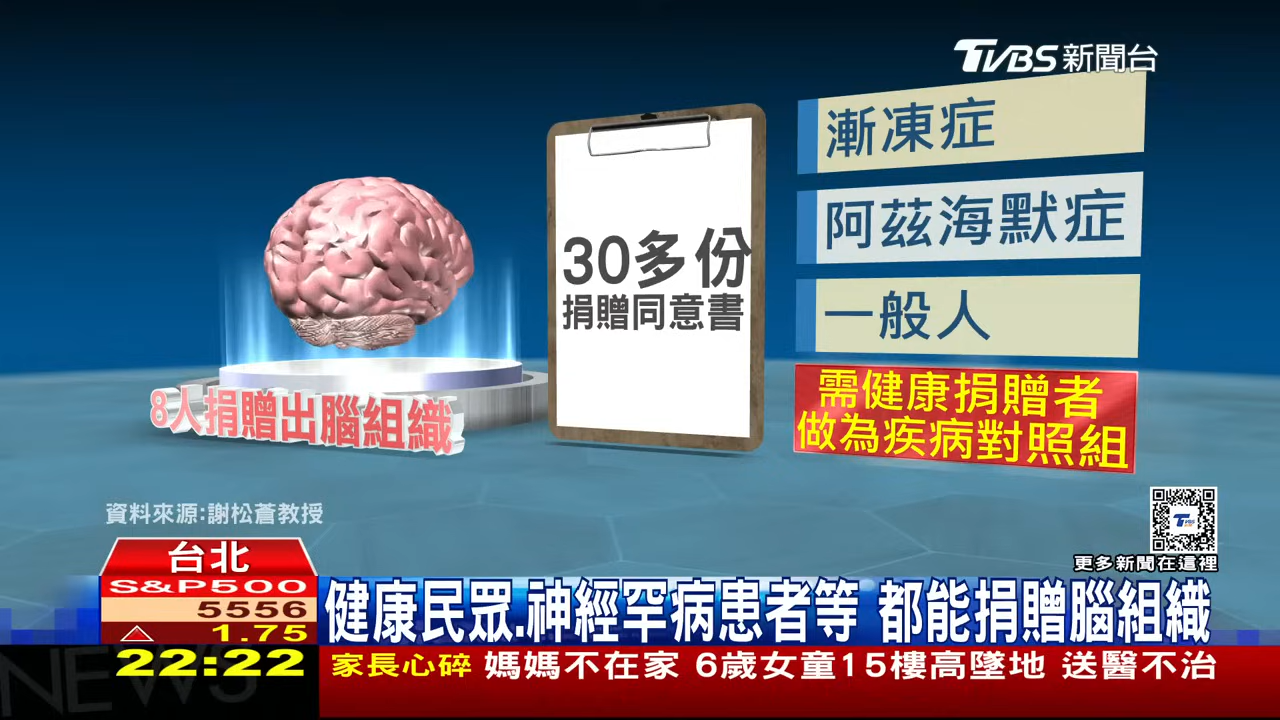 TVBS新聞台
漸凍症
阿茲海默症
一般人
需健康捐贈者
做為疾病對照組
30多份
捐贈同意書
8人捐贈出腦組織
資料來源:謝松蒼教授
TVBS
更多新聞在這裡
台北
S&P500
5556
1.75
22:22
健康民眾.神經罕病患者等 都能捐贈腦組織
家長心碎 媽媽不在家 6歲女童15樓高墜地 送醫不治
NEWS